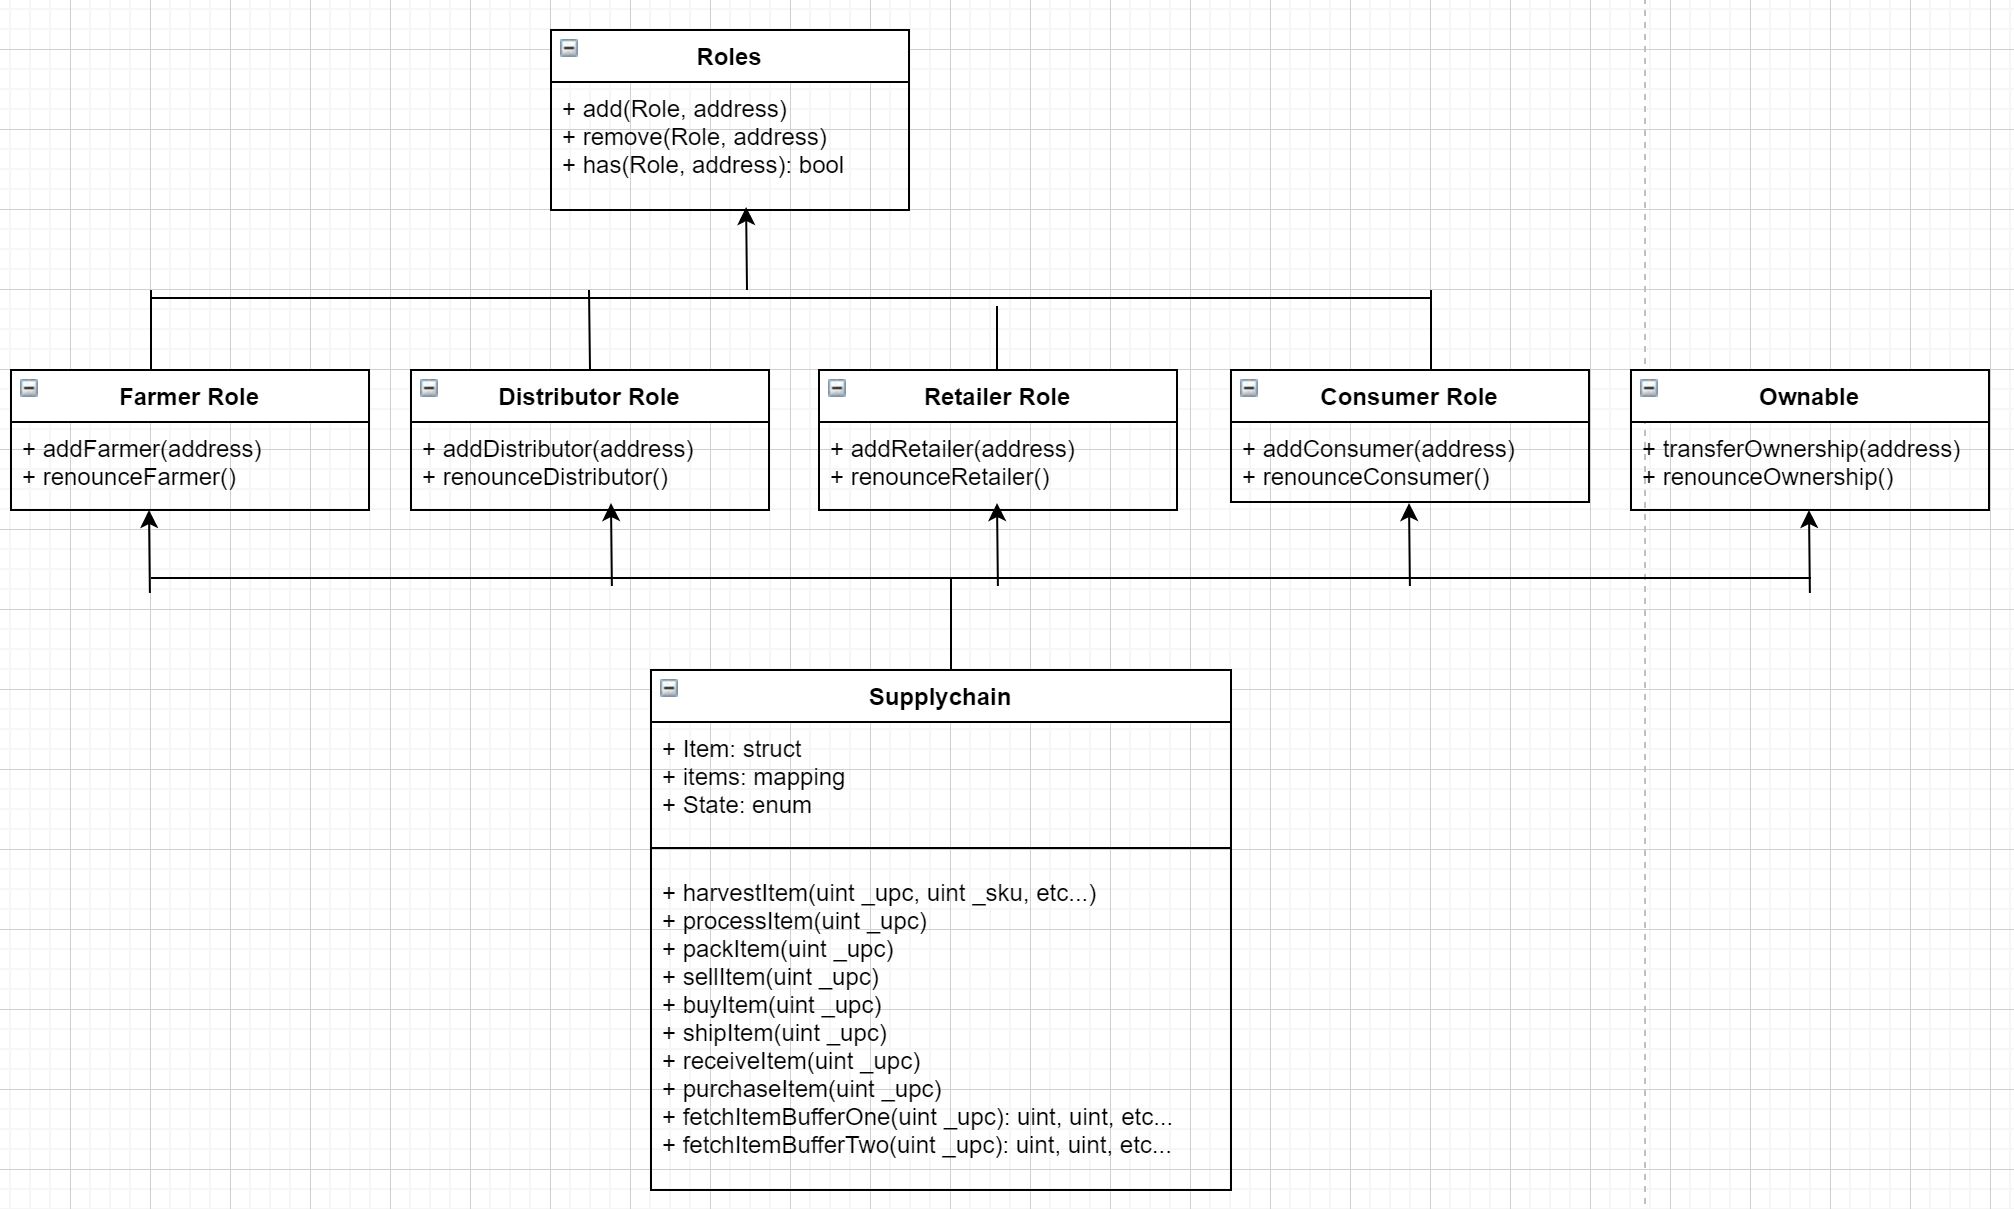 Roles
+ add(Role, address)
+ remove(Role, address)
+ has(Role, address): bool
Farmer Role
+ addFarmer(address)
+ renounceFarmer()
Distributor Role
+ addDistributor(address)
+ renounceDistributor()
Retailer Role
+ addRetailer(address)
+ renounceRetailer()
Consumer Role
+ addConsumer(address)
+ renounceConsumer()
Ownable
+ transferOwnership(address)
+ renounceOwnership()
Supplychain
+ Item: struct
+ items: mapping
+ State: enum
+ harvestItem(uint _upc, uint _sku, etc...)
+ processItem(uint _upc)
+ packItem(uint _upc)
+ sellItem(uint _upc)
+ buyItem(uint _upc)
+ shipItem(uint _upc)
+ receiveItem(uint _upc)
+ purchaseItem(uint _upc)
+ fetchItemBufferOne(uint _upc): uint, uint, etc...
+ fetchItemBufferTwo(uint _upc): uint, uint, etc...